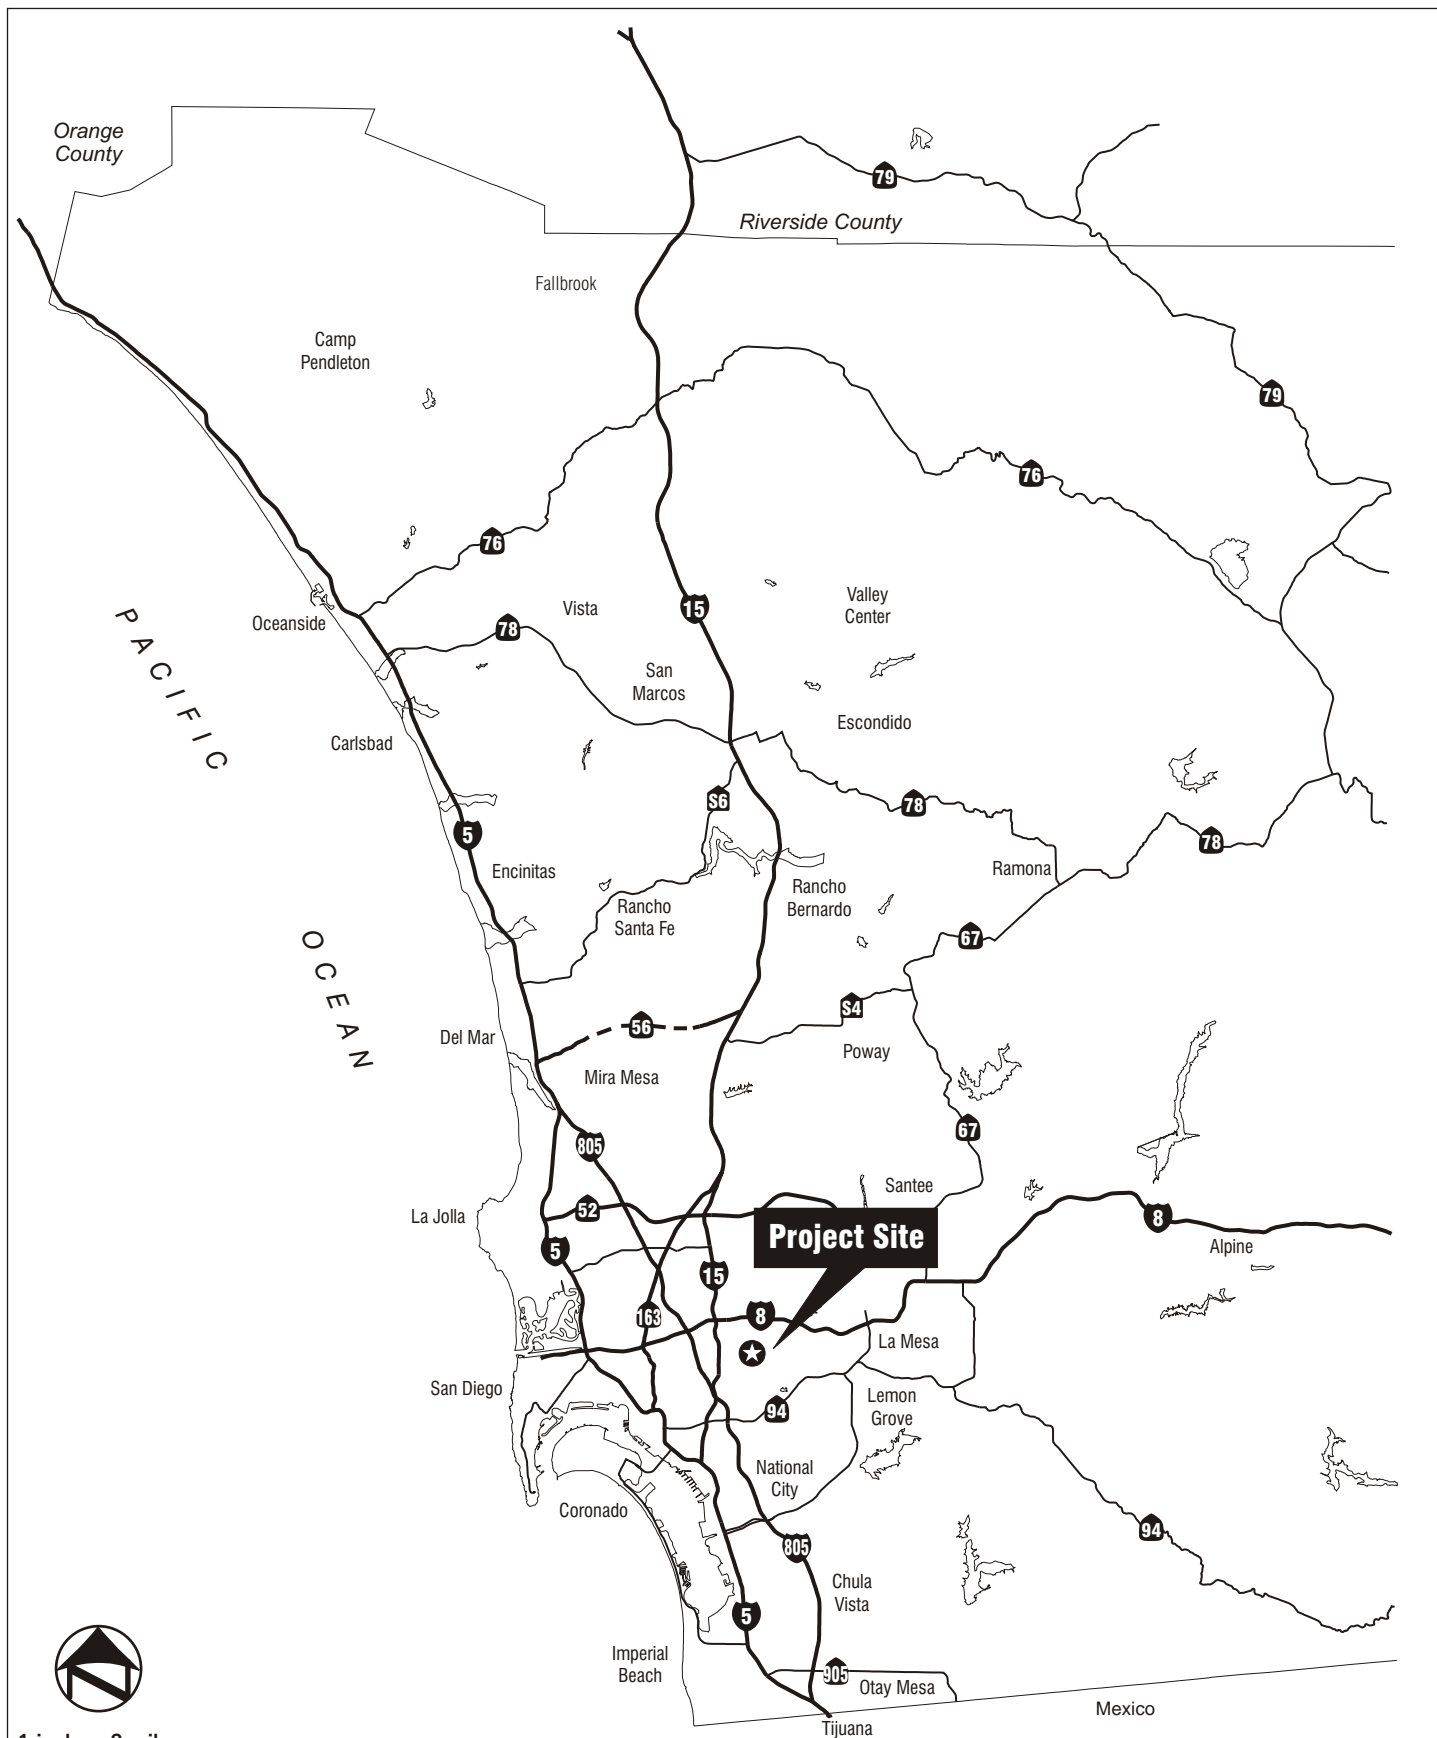 Orange
County
79
Riverside County
Fallbrook
Camp
Pendleton
79
76
76
15
Valley
Center
Vista
Oceanside
78
PACIFIC
San
Marcos
Escondido
Carlsbad
S6
78
5
78
Encinitas
Ramona
Rancho
Bernardo
Rancho
Santa Fe
OCEAN
67
S4
56
Del Mar
Poway
Mira Mesa
67
805
Santee
52
La Jolla
8
Project Site
5
Alpine
15
163
8
La Mesa
San Diego
Lemon
Grove
94
National
City
Coronado
94
805
Chula
Vista
5
Imperial
Beach
905
Otay Mesa
Mexico
Tijuana